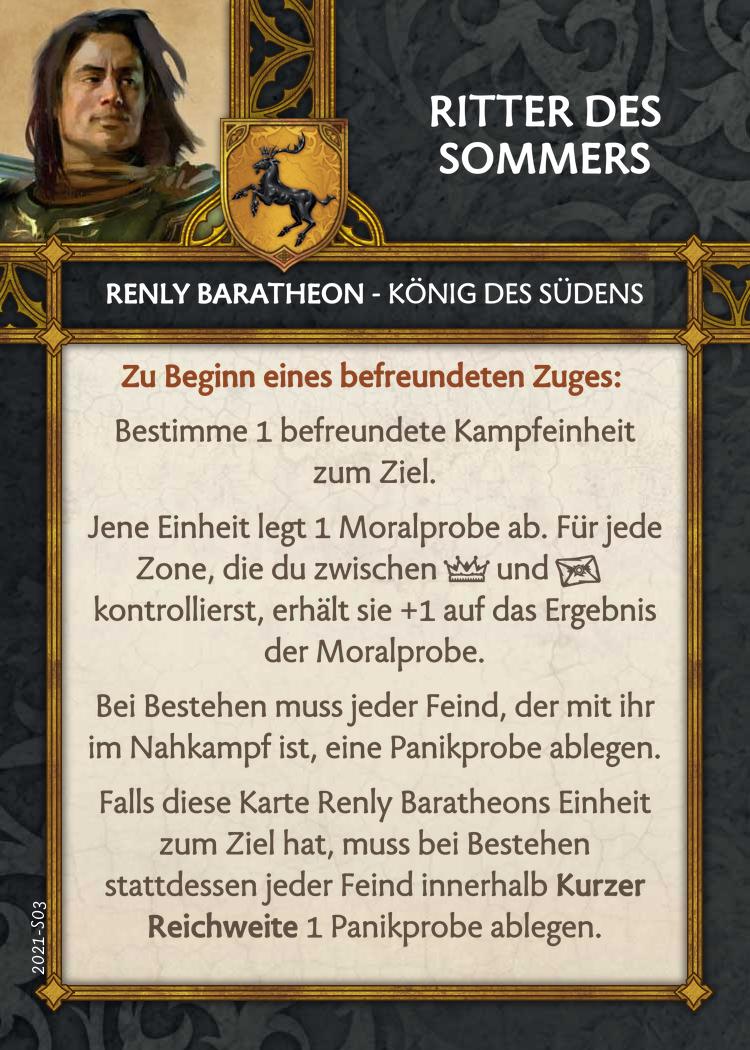 RITTER DES
SOMMERS
RENLY BARATHEON - KÖNIG DES SÜDENS
Zu Beginn eines befreundeten Zuges:
Bestimme 1 befreundete Kampfeinheit
zum Ziel.
Jene Einheit legt 1 Moralprobe ab. Für jede
Zone, die du zwischen und
kontrollierst, erhält sie +1 auf das Ergebnis
der Moralprobe.
Bei Bestehen muss jeder Feind, der mit ihr
im Nahkampf ist, eine Panikprobe ablegen.
Falls diese Karte Renly Baratheons Einheit
zum Ziel hat, muss bei Bestehen
stattdessen jeder Feind innerhalb Kurzer
Reichweite 1 Panikprobe ablegen.
2021-S03